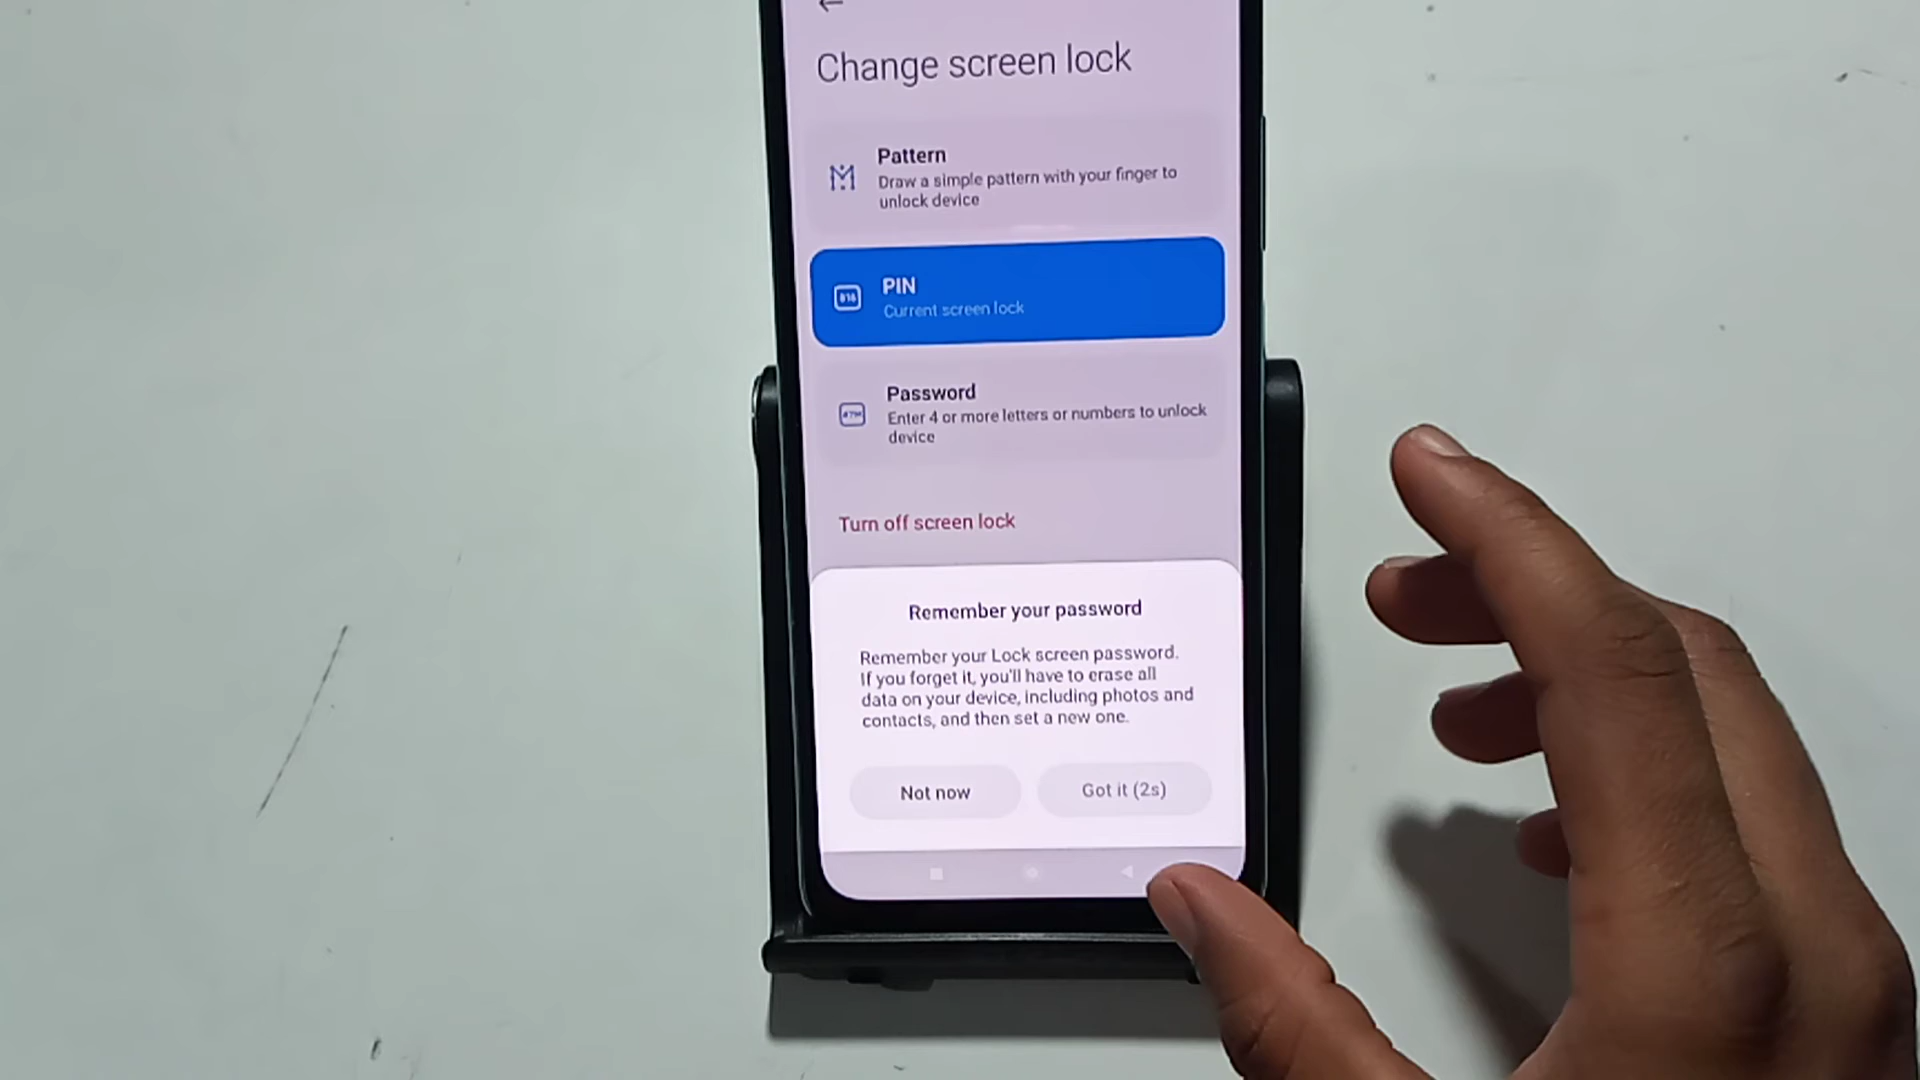 Change screen lock
Pattern
Draw a simple pattern with your finger to
unlock device
PIN
Current screen lock
Password
Enter 4 or more letters or numbers to unlock
device
Turn off screen lock
Remember your password
Remember your Lock screen password.
If you forget it, you'll have to erase all
data on your device, including photos and
contacts, and then set a new one.
Not now
Got it (2s)